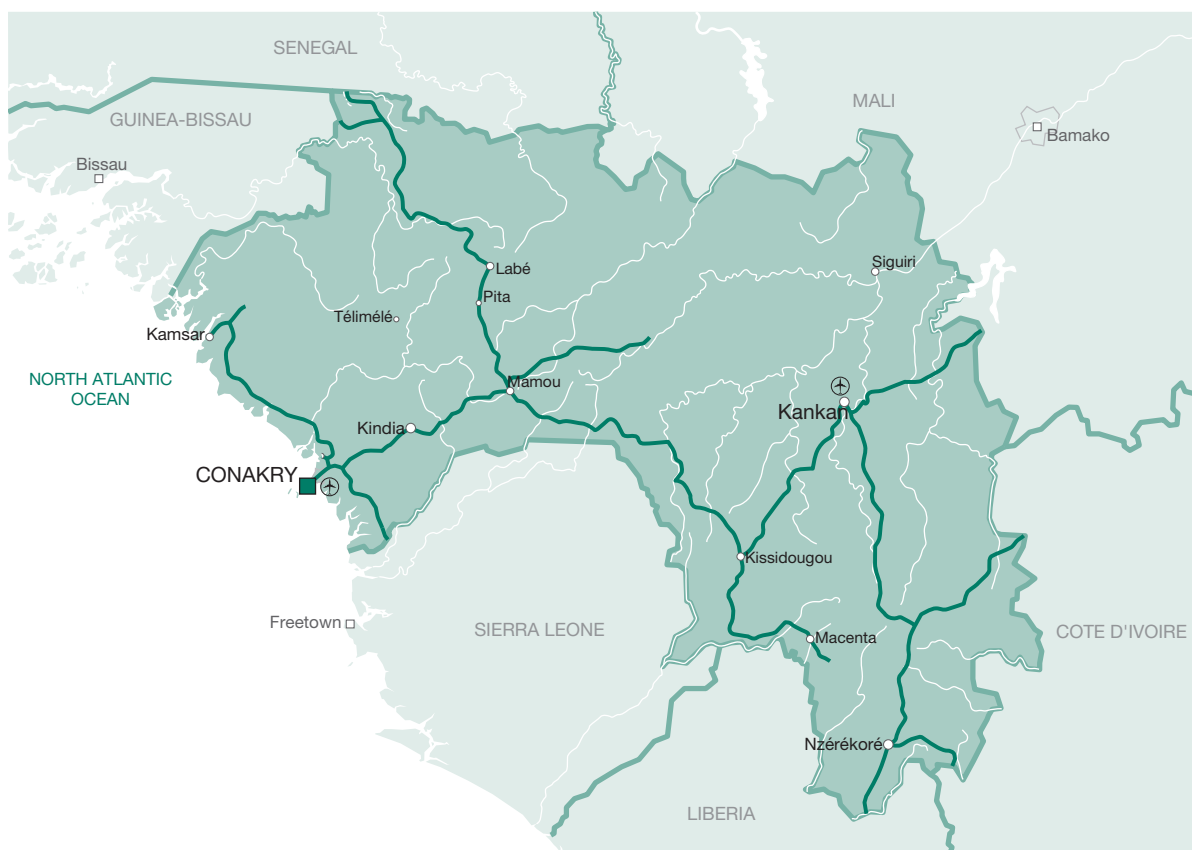 SENEGAL
MALI
GUINEA-BISSAU
Bamako
Bissau
Siguiri
Labé
Pita
Télimélé
Kamsar
NORTH ATLANTIC
OCEAN
Mamou
Kankan
Kindia
CONAKRY
Kissidougou
Freetown
SIERRA LEONE
Macenta
COTE D'IVOIRE
Nzérékoré
LIBERIA